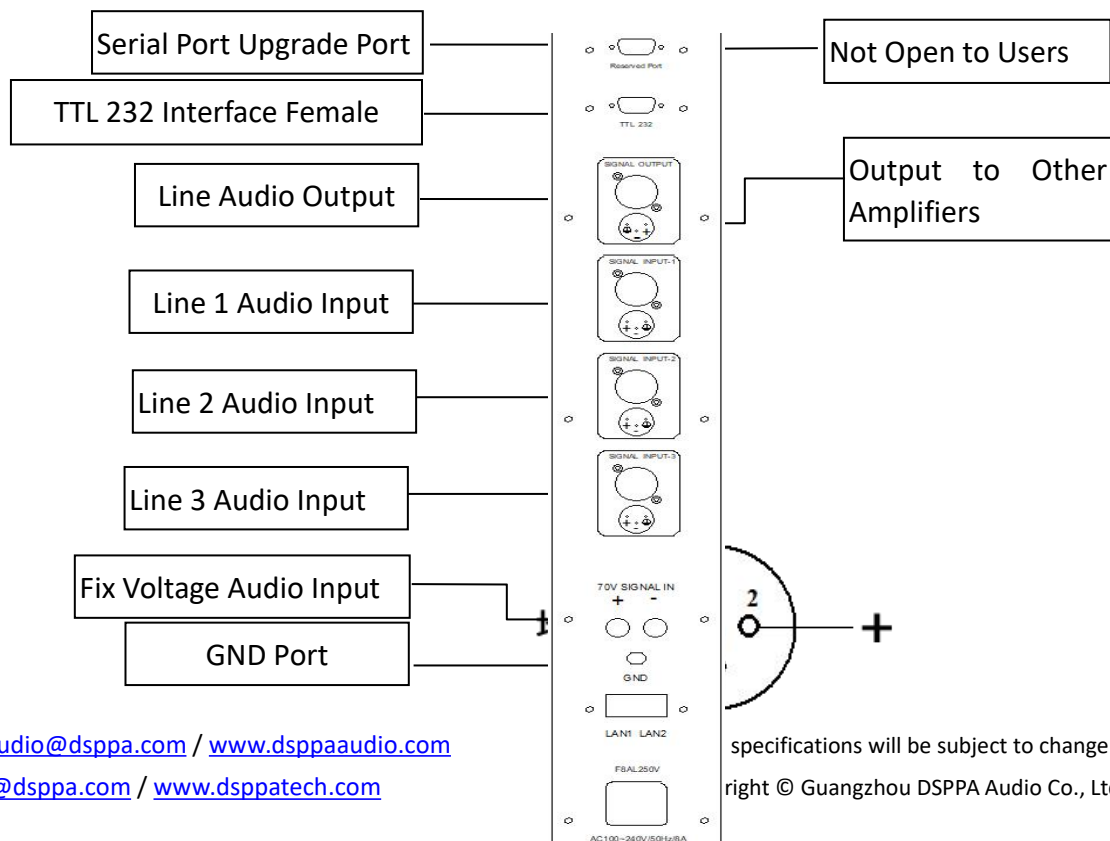 Serial Port Upgrade Port
Reserved Port
Not Open to Users
TTL 232 Interface Female
TTL 232
SIGNAL OUTPUT
Line Audio Output
Output to Other
Amplifiers
SIGNAL INPUT-1
Line 1 Audio Input
SIGNAL INPUT-2
Line 2 Audio Input
SIGNAL INPUT-3
Line 3 Audio Input
Fix Voltage Audio Input
70V SIGNAL IN
+ -
2
+
GND Port
GND
LAN1 LAN2
udio@dsppa.com / www.dsppaaudio.com
specifications will be subject to change
@dsppa.com / www.dsppatech.com
right © Guangzhou DSPPA Audio Co., Ltd
F8AL250V
AC100~240V/50Hz/8A